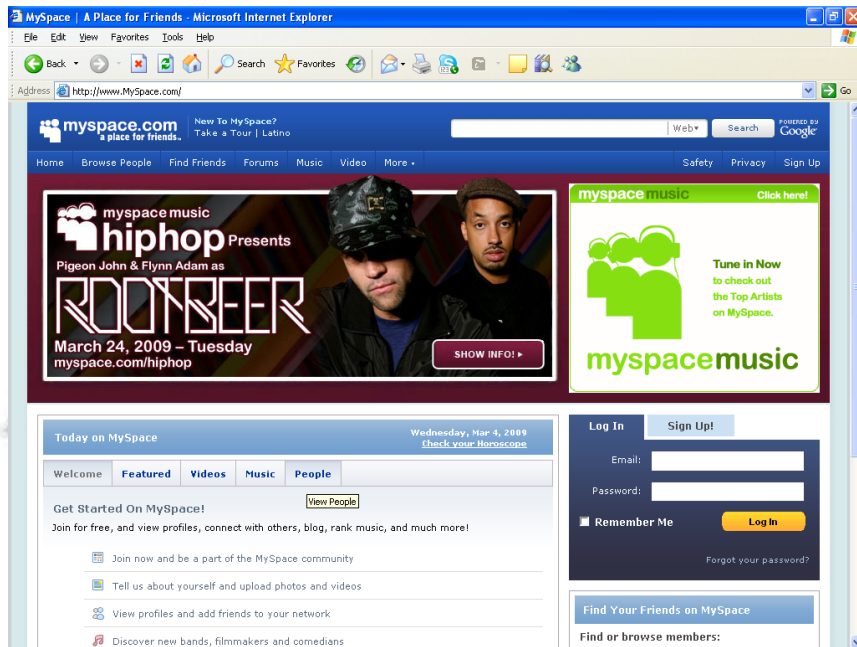 MySpace | A Place for Friends - Microsoft Internet Explorer
File Edit View Favorites Tools Help
Back Search Favorites
Address http://www.MySpace.com/ Go
myspace.com
a place for friends
New To MySpace?
Take a Tour | Latino
Web Search
POWERED BY
Google
Home Browse People Find Friends Forums Music Video More Safety Privacy Sign Up
myspace music
hiphop Presents
Pigeon John & Flynn Adam as
ROOTBEER
March 24, 2009 – Tuesday
myspace.com/hiphop
SHOW INFO!
myspace music Click here!
Tune in Now
to check out
the Top Artists
on MySpace.
myspacemusic
Today on MySpace
Wednesday, Mar 4, 2009
Check your Horoscope
Welcome Featured Videos Music People
View People
Get Started On MySpace!
Join for free, and view profiles, connect with others, blog, rank music, and much more!
Join now and be a part of the MySpace community
Tell us about yourself and upload photos and videos
View profiles and add friends to your network
Discover new bands, filmmakers and comedians
Log In Sign Up!
Email:
Password:
Remember Me Log In
Forgot your password?
Find Your Friends on MySpace
Find or browse members: